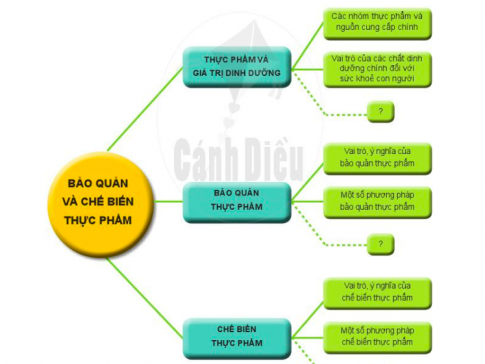 Các nhóm thực phẩm và
nguồn cung cấp chính
THỰC PHẨM VÀ
GIÁ TRỊ DINH DƯỠNG
Vai trò của các chất dinh
dưỡng chính đối với
sức khoẻ con người
?
Cánh Diều
Vai trò, ý nghĩa của
bảo quản thực phẩm
BẢO QUẢN
VÀ CHẾ BIẾN
THỰC PHẨM
BẢO QUẢN
THỰC PHẨM
Một số phương pháp
bảo quản thực phẩm
?
Vai trò, ý nghĩa của
chế biến thực phẩm
CHẾ BIẾN
THỰC PHẨM
Một số phương pháp
chế biến thực phẩm